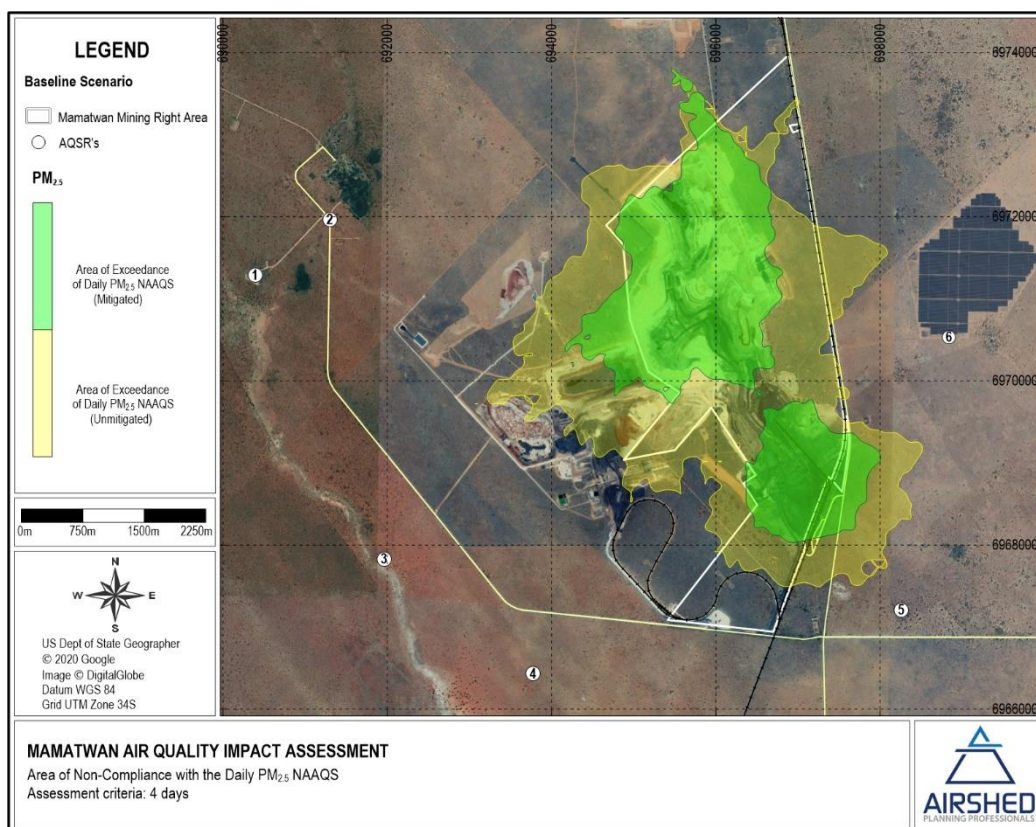 LEGEND
Baseline Scenario
Mamatwan Mining Right Area
AQSR's
PM2.5
Area of Exceedance
of Daily PM2.5 NAAQS
(Mitigated)
Area of Exceedance
of Daily PM2.5 NAAQS
(Unmitigated)
0m 750m 1500m 2250m
N
W E
S
US Dept of State Geographer
© 2020 Google
Image © DigitalGlobe
Datum WGS 84
Grid UTM Zone 34S
690000 692000 694000 696000 698000
6974000
6972000
6970000
6968000
6966000
2
1
6
3
5
4
MAMATWAN AIR QUALITY IMPACT ASSESSMENT
Area of Non-Compliance with the Daily PM2.5 NAAQS
Assessment criteria: 4 days
AIRSHED
PLANNING PROFESSIONALS